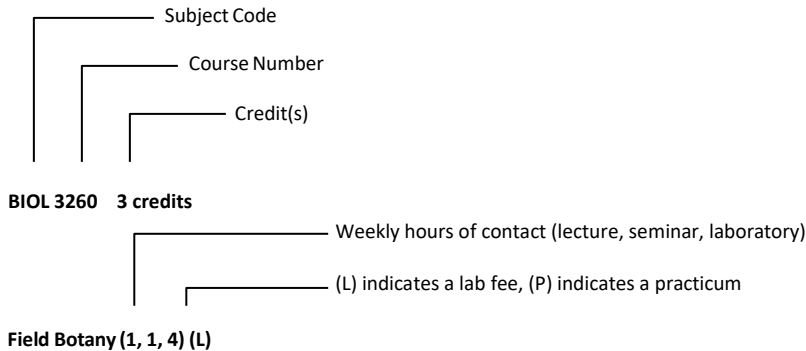 Subject Code
Course Number
Credit(s)
BIOL 3260 3 credits
Weekly hours of contact (lecture, seminar, laboratory)
(L) indicates a lab fee, (P) indicates a practicum
Field Botany (1, 1, 4) (L)